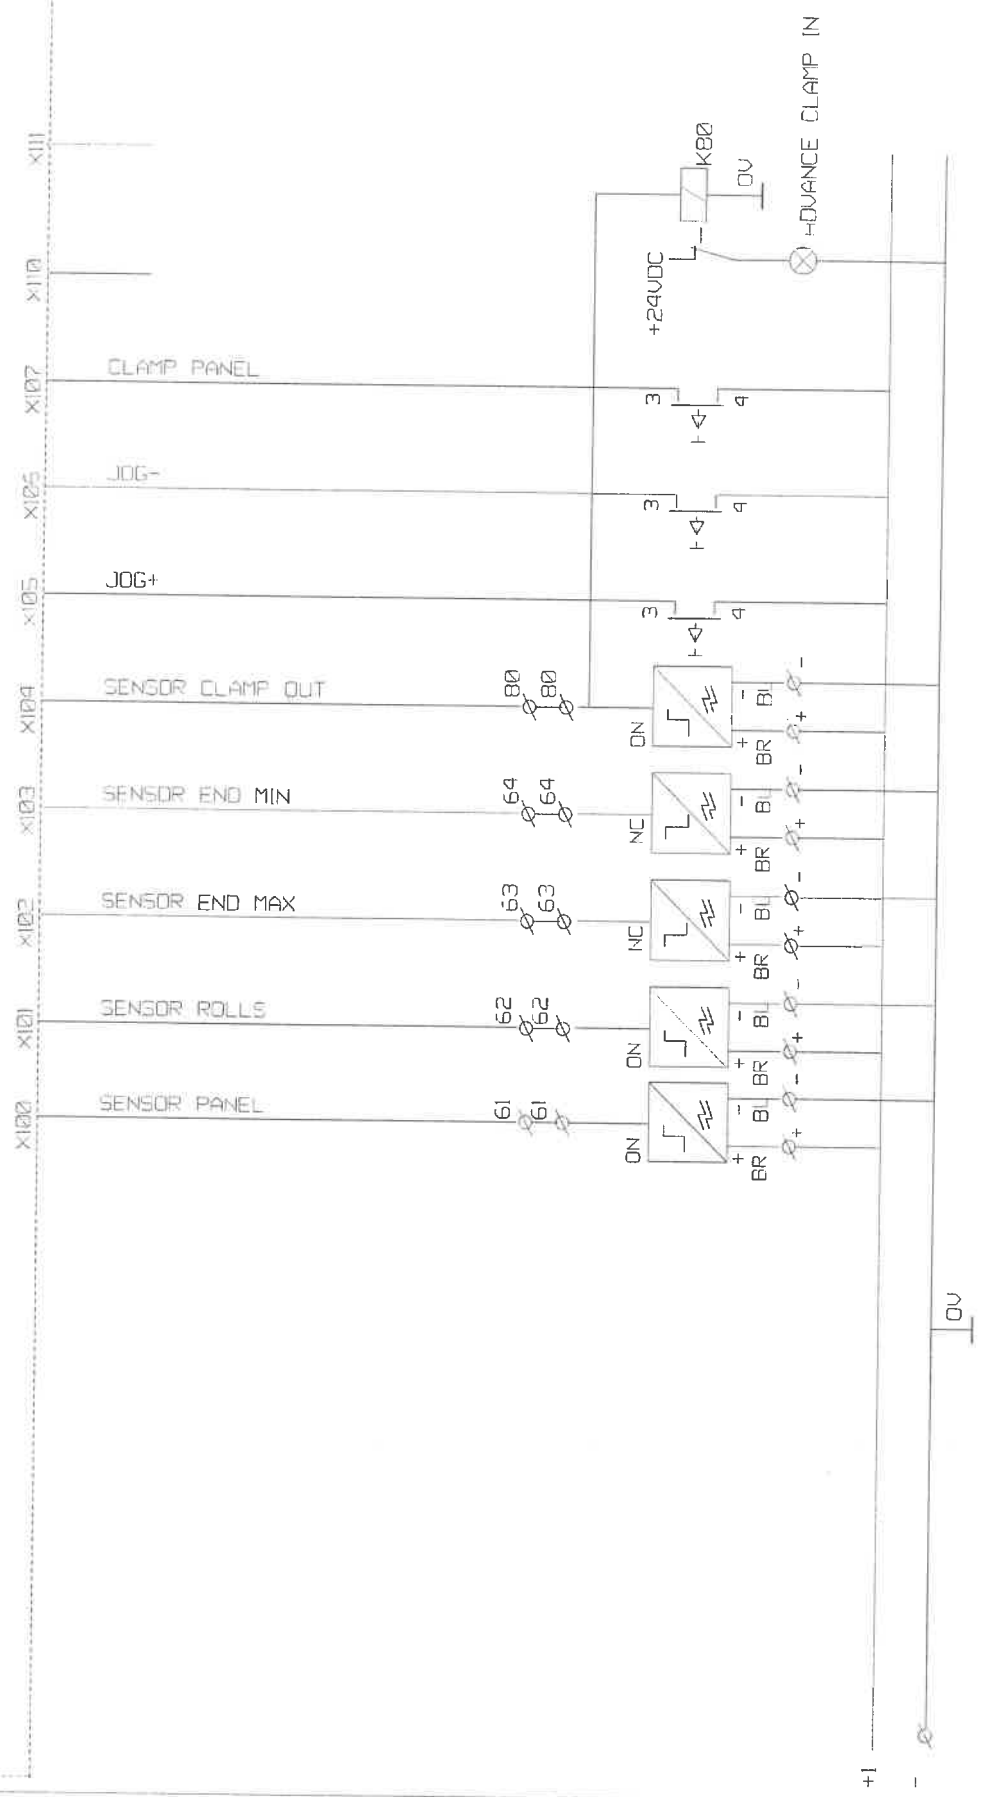 X100
X101
X102
X103
X104
X105
X106
X107
X110
X111
SENSOR PANEL
SENSOR ROLLS
SENSOR END MAX
SENSOR END MIN
SENSOR CLAMP OUT
JOG+
JOG-
CLAMP PANEL
61
61
62
62
63
63
64
64
80
80
ON
ON
NC
NC
ON
3
4
3
4
3
4
+24VDC
K80
0V
ADVANCE CLAMP IN
+ -
BR BL
+ -
+ -
BR BL
+ -
+ -
BR BL
+ -
+ -
BR BL
+ -
+ -
BR BL
+ -
+1
-
0V